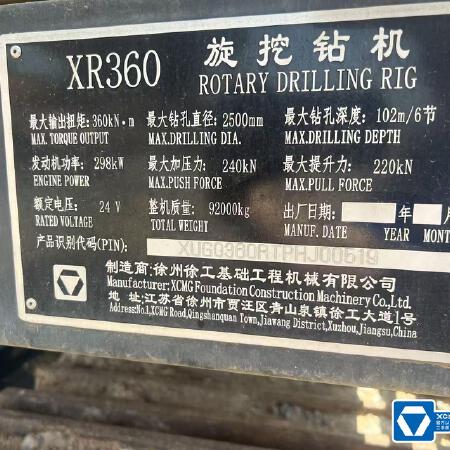 XR360 旋挖钻机
ROTARY DRILLING RIG
最大输出扭矩:360kN.m 最大钻孔直径:2500mm 最大钻孔深度:102m/6节
MAX.TORQUE OUTPUT MAX.DRILLING DIA. MAX.DRILLING DEPTH
发动机功率:298kW 最大加压力:240kN 最大提升力:220kN
ENGINE POWER MAX.PUSH FORCE MAX.PULL FORCE
额定电压:24 V 整机质量:92000kg 出厂日期: 年 月
RATED VOLTAGE TOTAL WEIGHT MANUF. DATE YEAR MONT
产品识别代码(PIN): XUG0360RTPHJ00519
制造商:徐州徐工基础工程机械有限公司
Manufacturer:XCMG Foundation Construction Machinery Co.,Ltd.
地 址:江苏省徐州市贾汪区青山泉镇徐工大道1号
Address:No.1,XCMG Road,Qingshanquan Town,Jiawang District,Xuzhou,Jiangsu,China